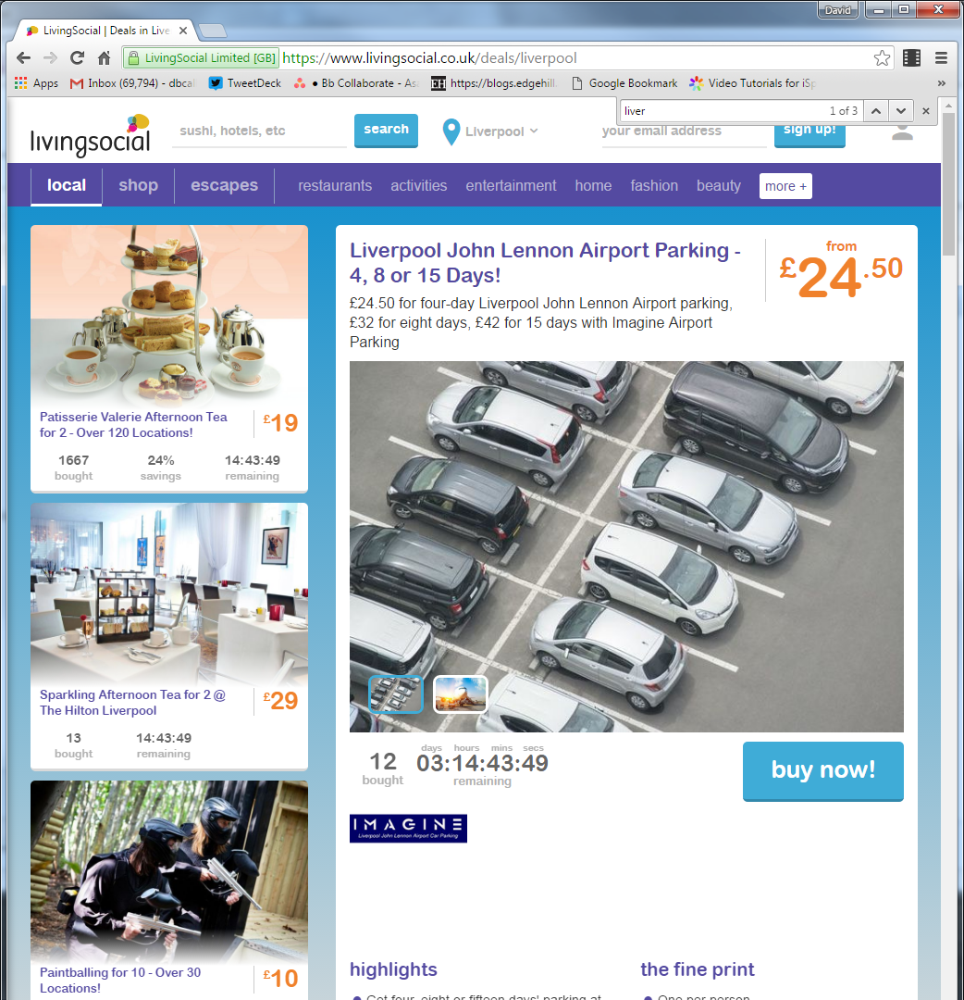 David
LivingSocial | Deals in Live
LivingSocial Limited [GB] https://www.livingsocial.co.uk/deals/liverpool
Apps Inbox (69,794) - dbca TweetDeck • Bb Collaborate - As EH https://blogs.edgehill. Google Bookmark Video Tutorials for iSp »
liver 1 of 3
livingsocial sushi, hotels, etc search Liverpool your email address sign up!
local shop escapes restaurants activities entertainment home fashion beauty more +
Patisserie Valerie Afternoon Tea
for 2 - Over 120 Locations!
£19
1667 24% 14:43:49
bought savings remaining
Sparkling Afternoon Tea for 2 @
The Hilton Liverpool
£29
13 14:43:49
bought remaining
Paintballing for 10 - Over 30
Locations!
£10
Liverpool John Lennon Airport Parking -
4, 8 or 15 Days!
from
£24.50
£24.50 for four-day Liverpool John Lennon Airport parking,
£32 for eight days, £42 for 15 days with Imagine Airport
Parking
days hours mins secs
12 03:14:43:49
bought remaining
buy now!
IMAGINE
Liverpool John Lennon Airport Car Parking
highlights
Get four, eight or fifteen days' parking at
the fine print
One per person